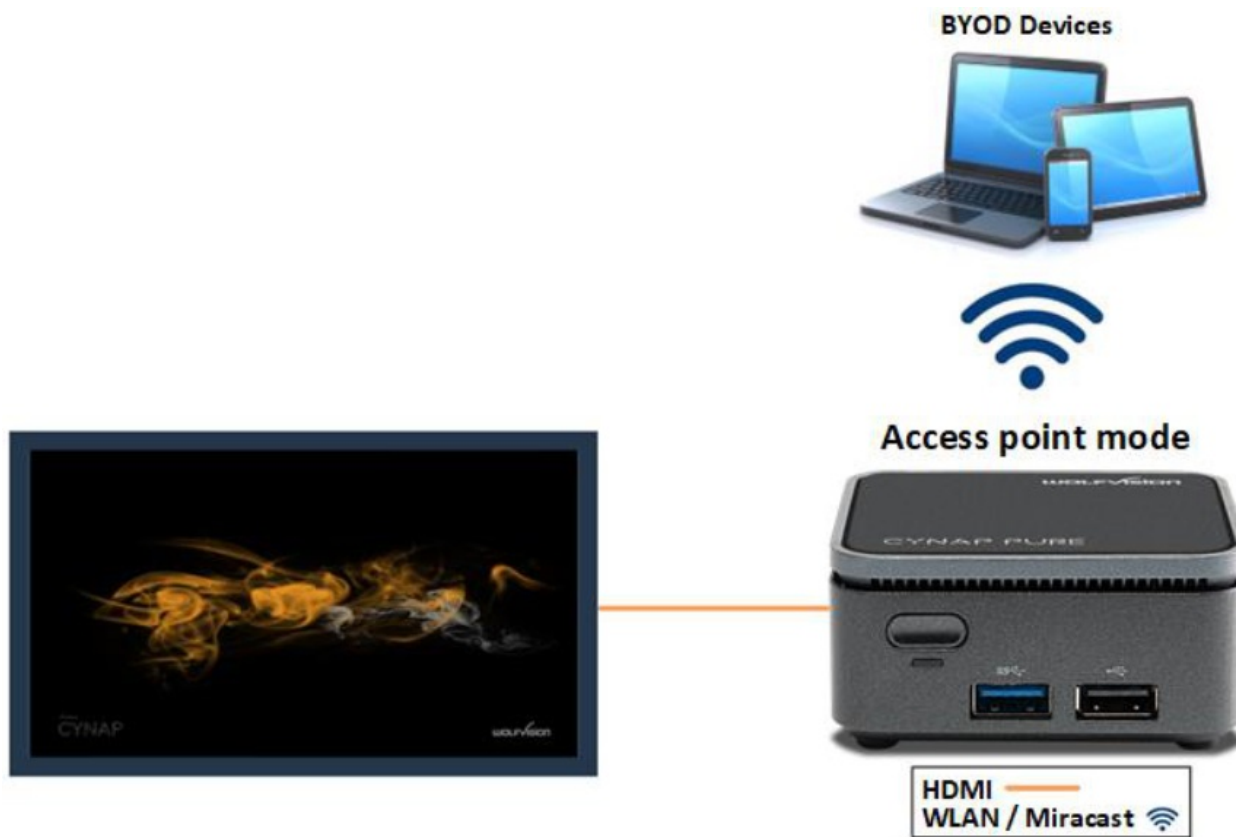 BYOD Devices
Access point mode
WOLFVISION
CYNAP PURE
CYNAP
WOLFVISION
HDMI
WLAN / Miracast